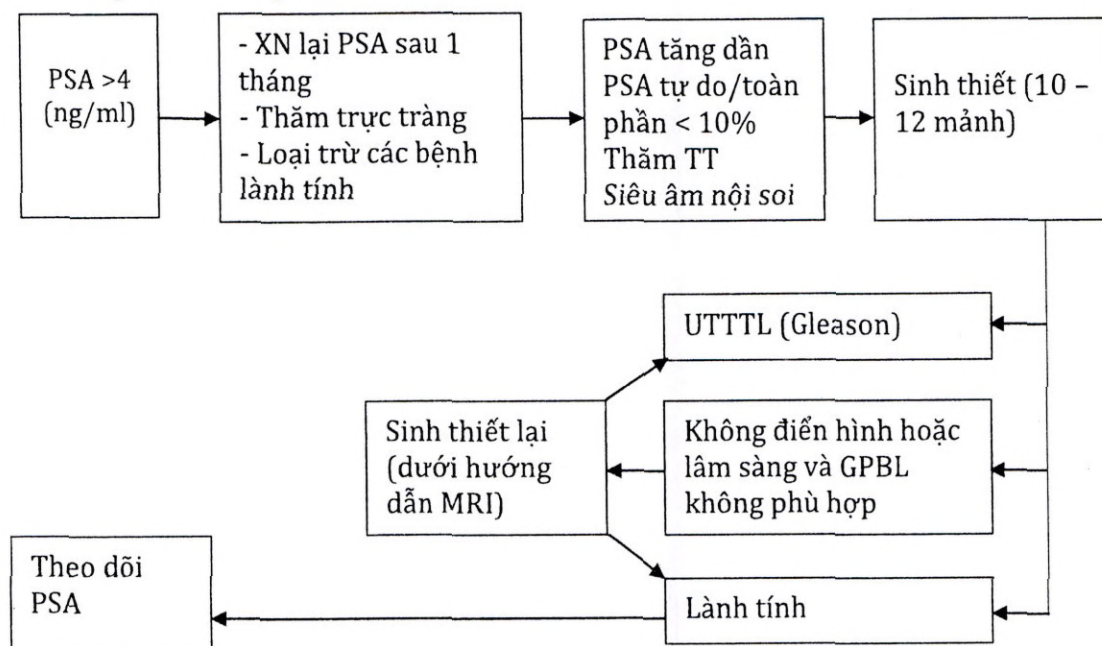 PSA >4
(ng/ml)
- XN lại PSA sau 1
tháng
- Thăm trực tràng
- Loại trừ các bệnh
lành tính
PSA tăng dần
PSA tự do/toàn
phần < 10%
Thăm TT
Siêu âm nội soi
Sinh thiết (10 –
12 mảnh)
UTTTL (Gleason)
Sinh thiết lại
(dưới hướng
dẫn MRI)
Không điển hình hoặc
lâm sàng và GPBL
không phù hợp
Theo dõi
PSA
Lành tính